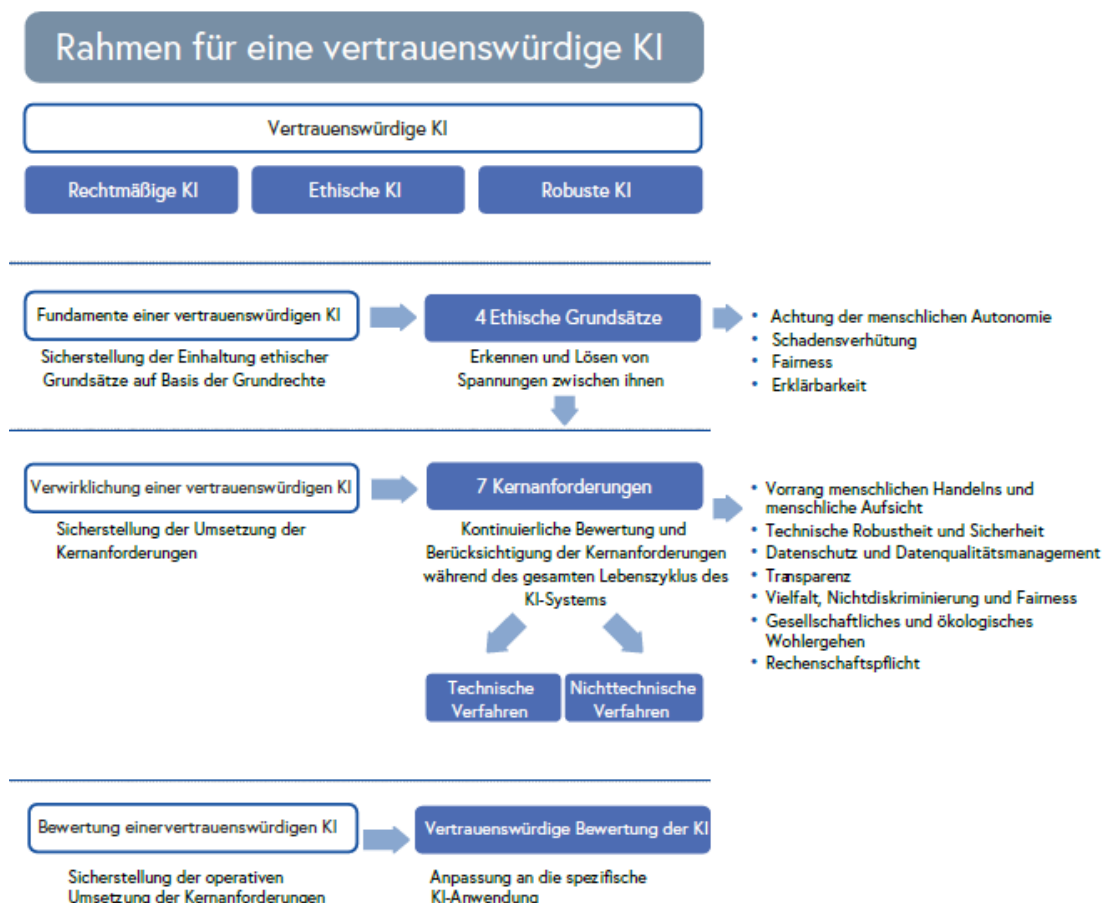 Rahmen für eine vertrauenswürdige KI
Vertrauenswürdige KI
Rechtmäßige KI
Ethische KI
Robuste KI
Fundamente einer vertrauenswürdigen KI
Sicherstellung der Einhaltung ethischer
Grundsätze auf Basis der Grundrechte
4 Ethische Grundsätze
Erkennen und Lösen von
Spannungen zwischen ihnen
• Achtung der menschlichen Autonomie
• Schadensverhütung
• Fairness
• Erklärbarkeit
Verwirklichung einer vertrauenswürdigen KI
Sicherstellung der Umsetzung der
Kernanforderungen
7 Kernanforderungen
Kontinuierliche Bewertung und
Berücksichtigung der Kernanforderungen
während des gesamten Lebenszyklus des
KI-Systems
• Vorrang menschlichen Handelns und
menschliche Aufsicht
• Technische Robustheit und Sicherheit
• Datenschutz und Datenqualitätsmanagement
• Transparenz
• Vielfalt, Nichtdiskriminierung und Fairness
• Gesellschaftliches und ökologisches
Wohlergehen
• Rechenschaftspflicht
Technische
Verfahren
Nichttechnische
Verfahren
Bewertung einervertrauenswürdigen KI
Sicherstellung der operativen
Umsetzung der Kernanforderungen
Vertrauenswürdige Bewertung der KI
Anpassung an die spezifische
KI-Anwendung